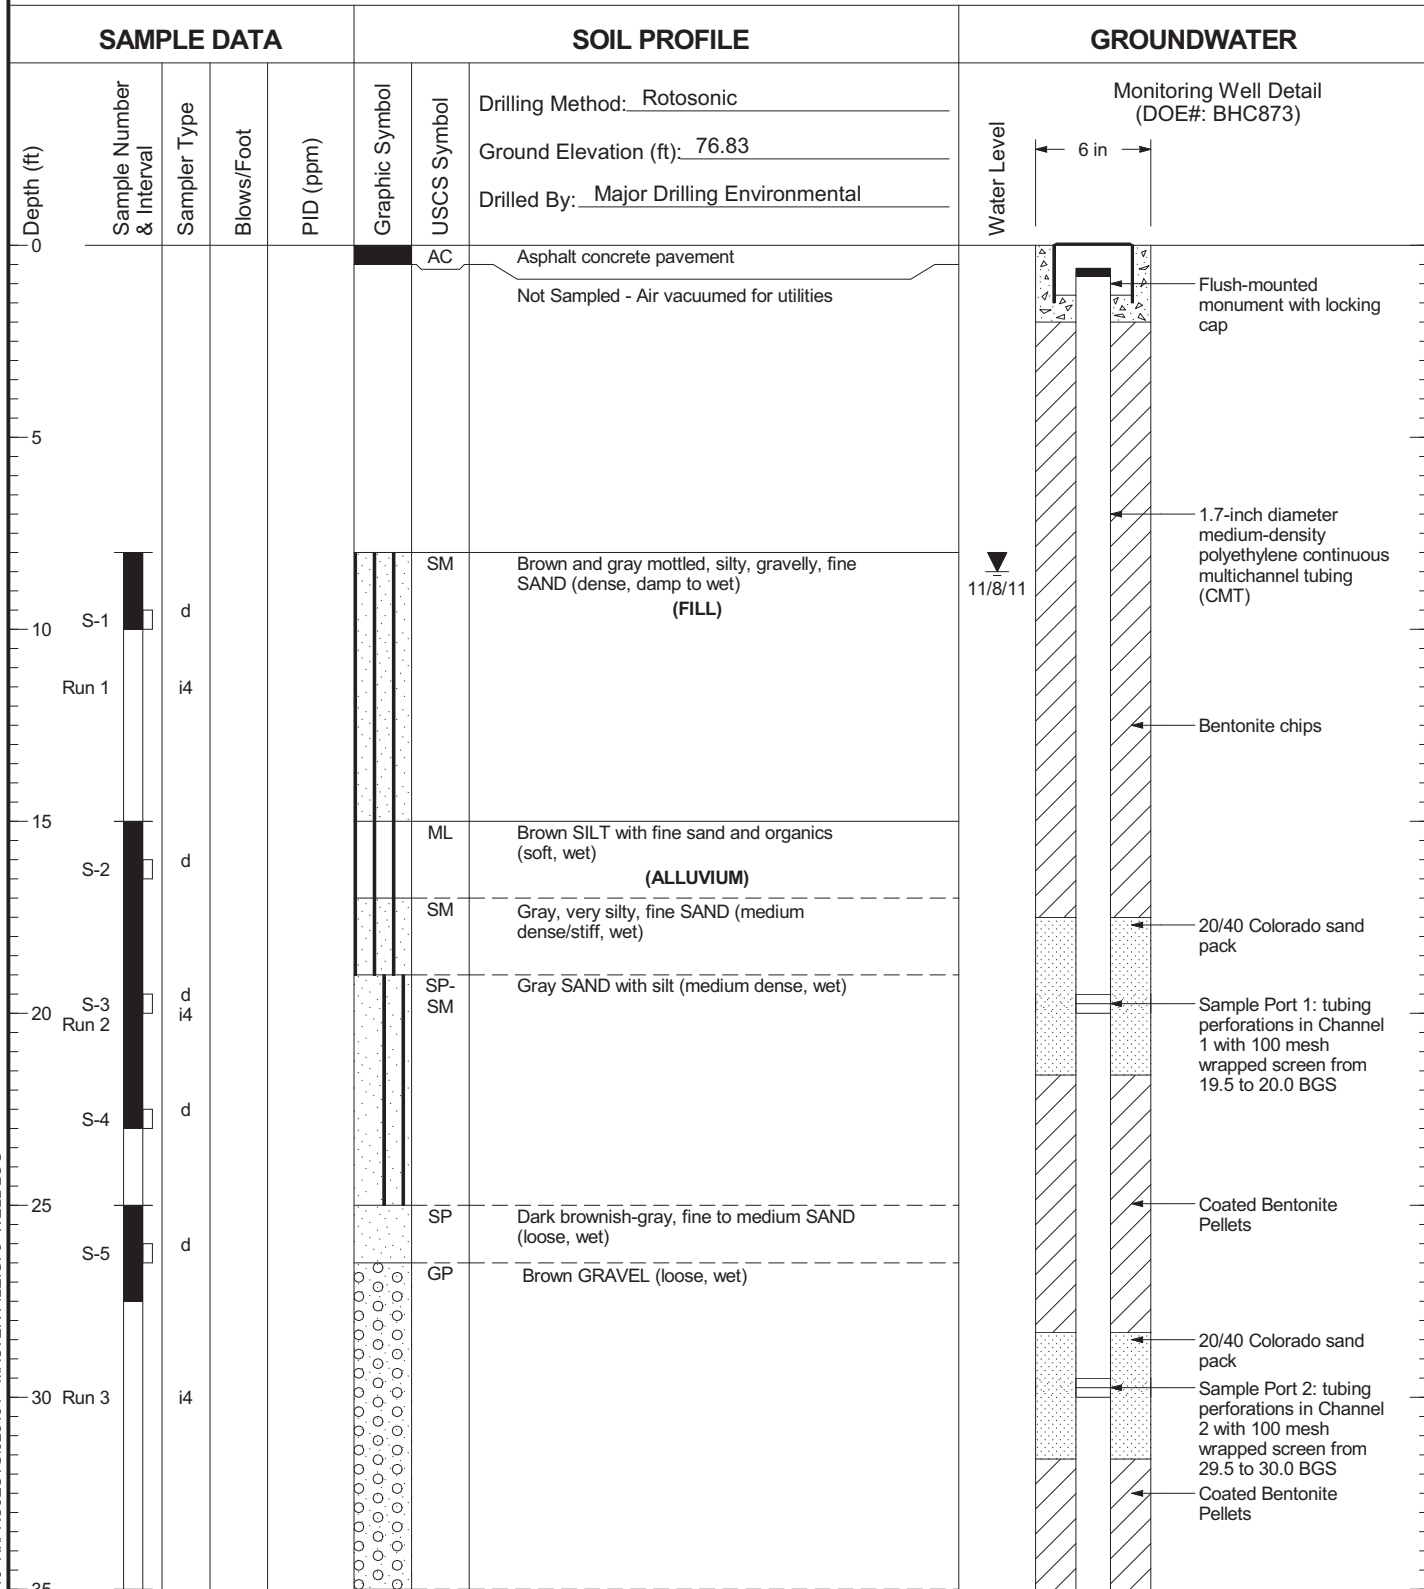 SAMPLE DATA
SOIL PROFILE
GROUNDWATER
Depth (ft)
Sample Number
& Interval
Sampler Type
Blows/Foot
PID (ppm)
Graphic Symbol
USCS Symbol
Drilling Method: Rotosonic
Ground Elevation (ft): 76.83
Drilled By: Major Drilling Environmental
Water Level
Monitoring Well Detail
(DOE#: BHC873)
6 in
0
AC
Asphalt concrete pavement
Not Sampled - Air vacuumed for utilities
Flush-mounted
monument with locking
cap
5
1.7-inch diameter
medium-density
polyethylene continuous
multichannel tubing
(CMT)
SM
Brown and gray mottled, silty, gravelly, fine
SAND (dense, damp to wet)
(FILL)
11/8/11
S-1
d
10
Run 1
i4
Bentonite chips
15
ML
Brown SILT with fine sand and organics
(soft, wet)
(ALLUVIUM)
S-2
d
SM
Gray, very silty, fine SAND (medium
dense/stiff, wet)
20/40 Colorado sand
pack
SP-
SM
Gray SAND with silt (medium dense, wet)
S-3
d
20
Run 2
i4
Sample Port 1: tubing
perforations in Channel
1 with 100 mesh
wrapped screen from
19.5 to 20.0 BGS
S-4
d
25
SP
Dark brownish-gray, fine to medium SAND
(loose, wet)
Coated Bentonite
Pellets
S-5
d
GP
Brown GRAVEL (loose, wet)
20/40 Colorado sand
pack
30
Run 3
i4
Sample Port 2: tubing
perforations in Channel
2 with 100 mesh
wrapped screen from
29.5 to 30.0 BGS
Coated Bentonite
Pellets
35